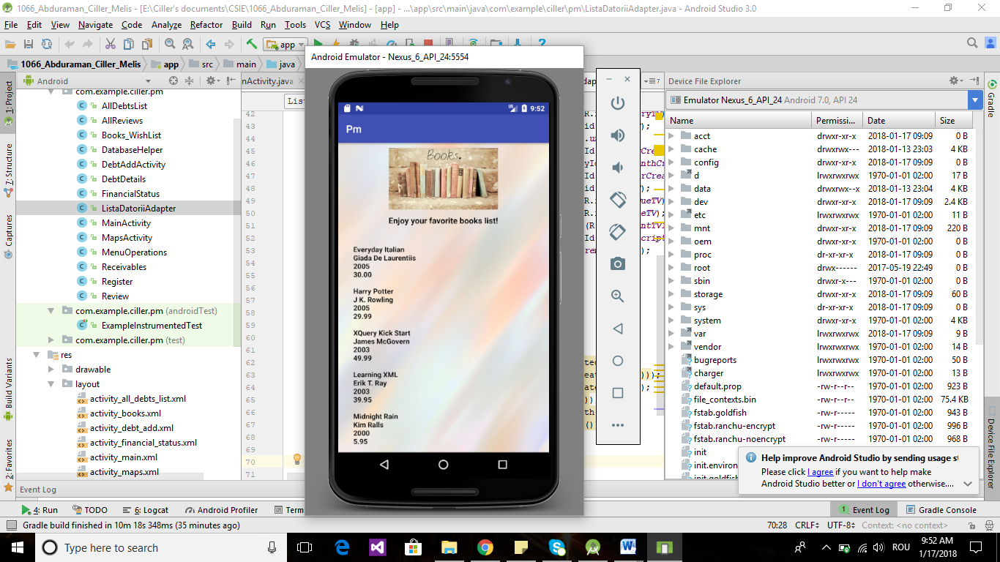 1066_Abduraman_Ciller_Melis - [E:\Ciller's documents\CSIE\1066_Abduraman_Ciller_Melis] - [app] - ...\app\src\main\java\com\example\ciller\pm\ListaDatoriiAdapter.java - Android Studio 3.0
File Edit View Navigate Code Analyze Refactor Build Run Tools VCS Window Help
app
1066_Abduraman_Ciller_Melis app src main java
Android Emulator - Nexus_6_API_24:5554
Android
nActivity.java
Device File Explorer
Emulator Nexus_6_API_24 Android 7.0, API 24
Name Permissi... Date Size
acct drwxr-xr-x 2018-01-17 09:09 0 B
cache drwxrwx--- 2018-01-13 23:03 4 KB
config drwxr-xr-x 2018-01-17 09:09 0 B
d lrwxrwxrwx 1970-01-01 02:00 17 B
data drwxrwx--x 2018-01-13 23:04 4 KB
dev drwxr-xr-x 2018-01-17 09:09 2.4 KB
etc lrwxrwxrwx 1970-01-01 02:00 11 B
mnt drwxr-xr-x 2018-01-17 09:09 220 B
oem drwxr-xr-x 1970-01-01 02:00 0 B
proc dr-xr-xr-x 2018-01-17 09:09 0 B
root drwx------ 2017-05-19 22:49 0 B
sbin drwxr-x--- 1970-01-01 02:00 0 B
storage drwxr-xr-x 2018-01-17 09:09 60 B
sys dr-xr-xr-x 2018-01-17 09:09 0 B
system drwxr-xr-x 1970-01-01 02:00 4 KB
var lrwxrwxrwx 2018-01-17 09:09 9 B
vendor lrwxrwxrwx 1970-01-01 02:00 14 B
bugreports lrwxrwxrwx 1970-01-01 02:00 50 B
charger lrwxrwxrwx 1970-01-01 02:00 13 B
default.prop -rw-r--r-- 1970-01-01 02:00 923 B
file_contexts.bin -rw-r--r-- 1970-01-01 02:00 75.4 KB
fstab.goldfish -rw-r----- 1970-01-01 02:00 943 B
fstab.ranchu-encrypt -rw-r----- 1970-01-01 02:00 996 B
fstab.ranchu-noencrypt -rw-r----- 1970-01-01 02:00 968 B
init
init.environ
init.goldfish
com.example.ciller.pm
AllDebtsList
AllReviews
Books_WishList
DatabaseHelper
DebtAddActivity
DebtDetails
FinancialStatus
ListaDatoriiAdapter
MainActivity
MapsActivity
MenuOperations
Receivables
Register
Review
com.example.ciller.pm (androidTest)
ExampleInstrumentedTest
com.example.ciller.pm (test)
res
drawable
layout
activity_all_debts_list.xml
activity_books.xml
activity_debt_add.xml
activity_financial_status.xml
activity_main.xml
activity_maps.xml
1: Project
7: Structure
Captures
Build Variants
2: Favorites
42
43
44
45
46
47
48
49
50
51
52
53
54
55
56
57
58
59
60
61
62
63
64
65
66
67
68
69
70
71
9:52
Pm
Books.
Enjoy your favorite books list!
Everyday Italian
Giada De Laurentiis
2005
30.00
Harry Potter
J K. Rowling
2005
29.99
XQuery Kick Start
James McGovern
2003
49.99
Learning XML
Erik T. Ray
2003
39.95
Midnight Rain
Kim Ralls
2000
5.95
Gradle
Device File Explorer
Help improve Android Studio by sending usage st
Please click I agree if you want to help make
Android Studio better or I don't agree otherwise....
Event Log
4: Run TODO 6: Logcat Android Profiler Term
1 Event Log Gradle Console
Gradle build finished in 10m 18s 348ms (35 minutes ago)
70:28 CRLF UTF-8 Context: <no context>
Type here to search
ROU
9:52 AM
1/17/2018